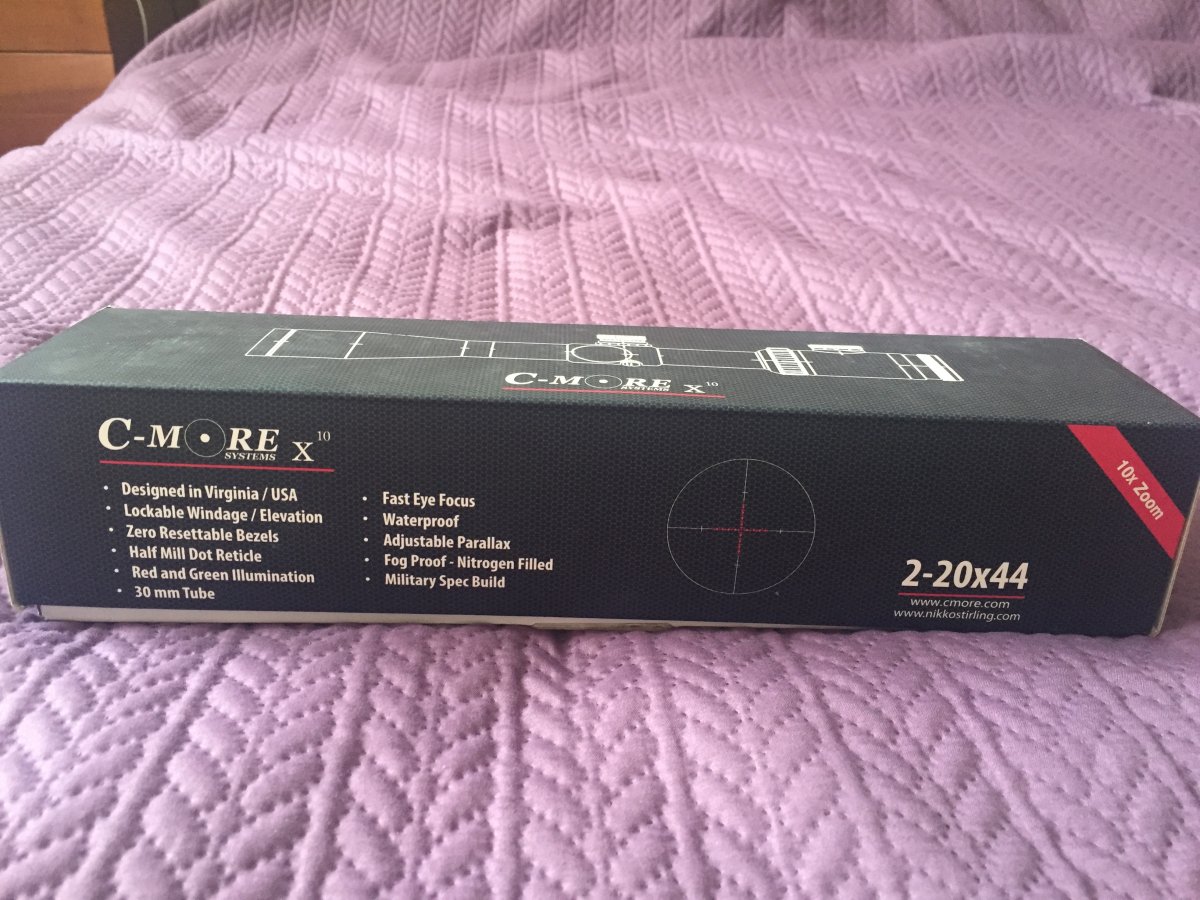 C-MORE
SYSTEMS X10
C-MORE
SYSTEMS X10
• Designed in Virginia / USA
• Lockable Windage / Elevation
• Zero Resettable Bezels
• Half Mill Dot Reticle
• Red and Green Illumination
• 30 mm Tube
• Fast Eye Focus
• Waterproof
• Adjustable Parallax
• Fog Proof - Nitrogen Filled
• Military Spec Build
10x Zoom
2-20x44
www.cmore.com
www.nikkostirling.com